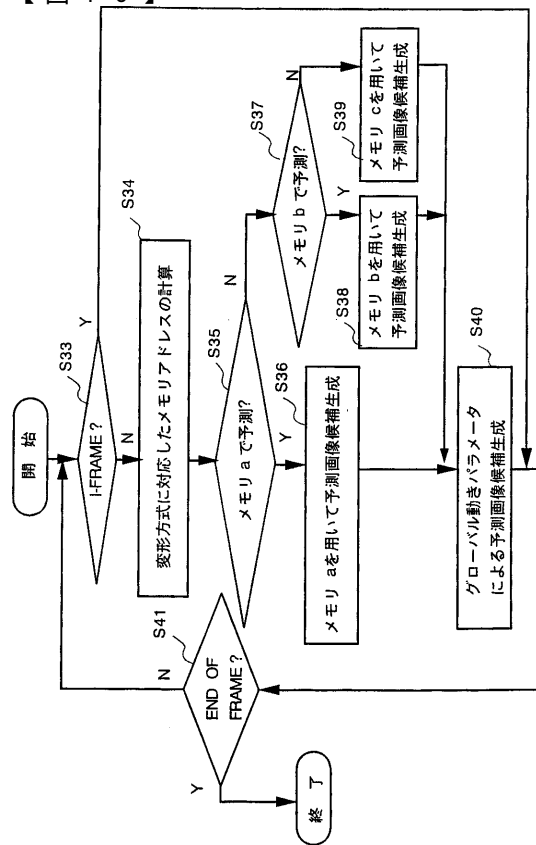 開 始
I-FRAME?
S33
Y
N
変形方式に対応したメモリアドレスの計算
S34
メモリ a で予測?
S35
N
Y
メモリ aを用いて予測画像候補生成
S36
メモリ b で予測?
S37
N
Y
メモリ bを用いて
予測画像候補生成
S38
メモリ cを用いて
予測画像候補生成
S39
グローバル動きパラメータ
による予測画像候補生成
S40
END OF
FRAME?
S41
N
Y
終 了